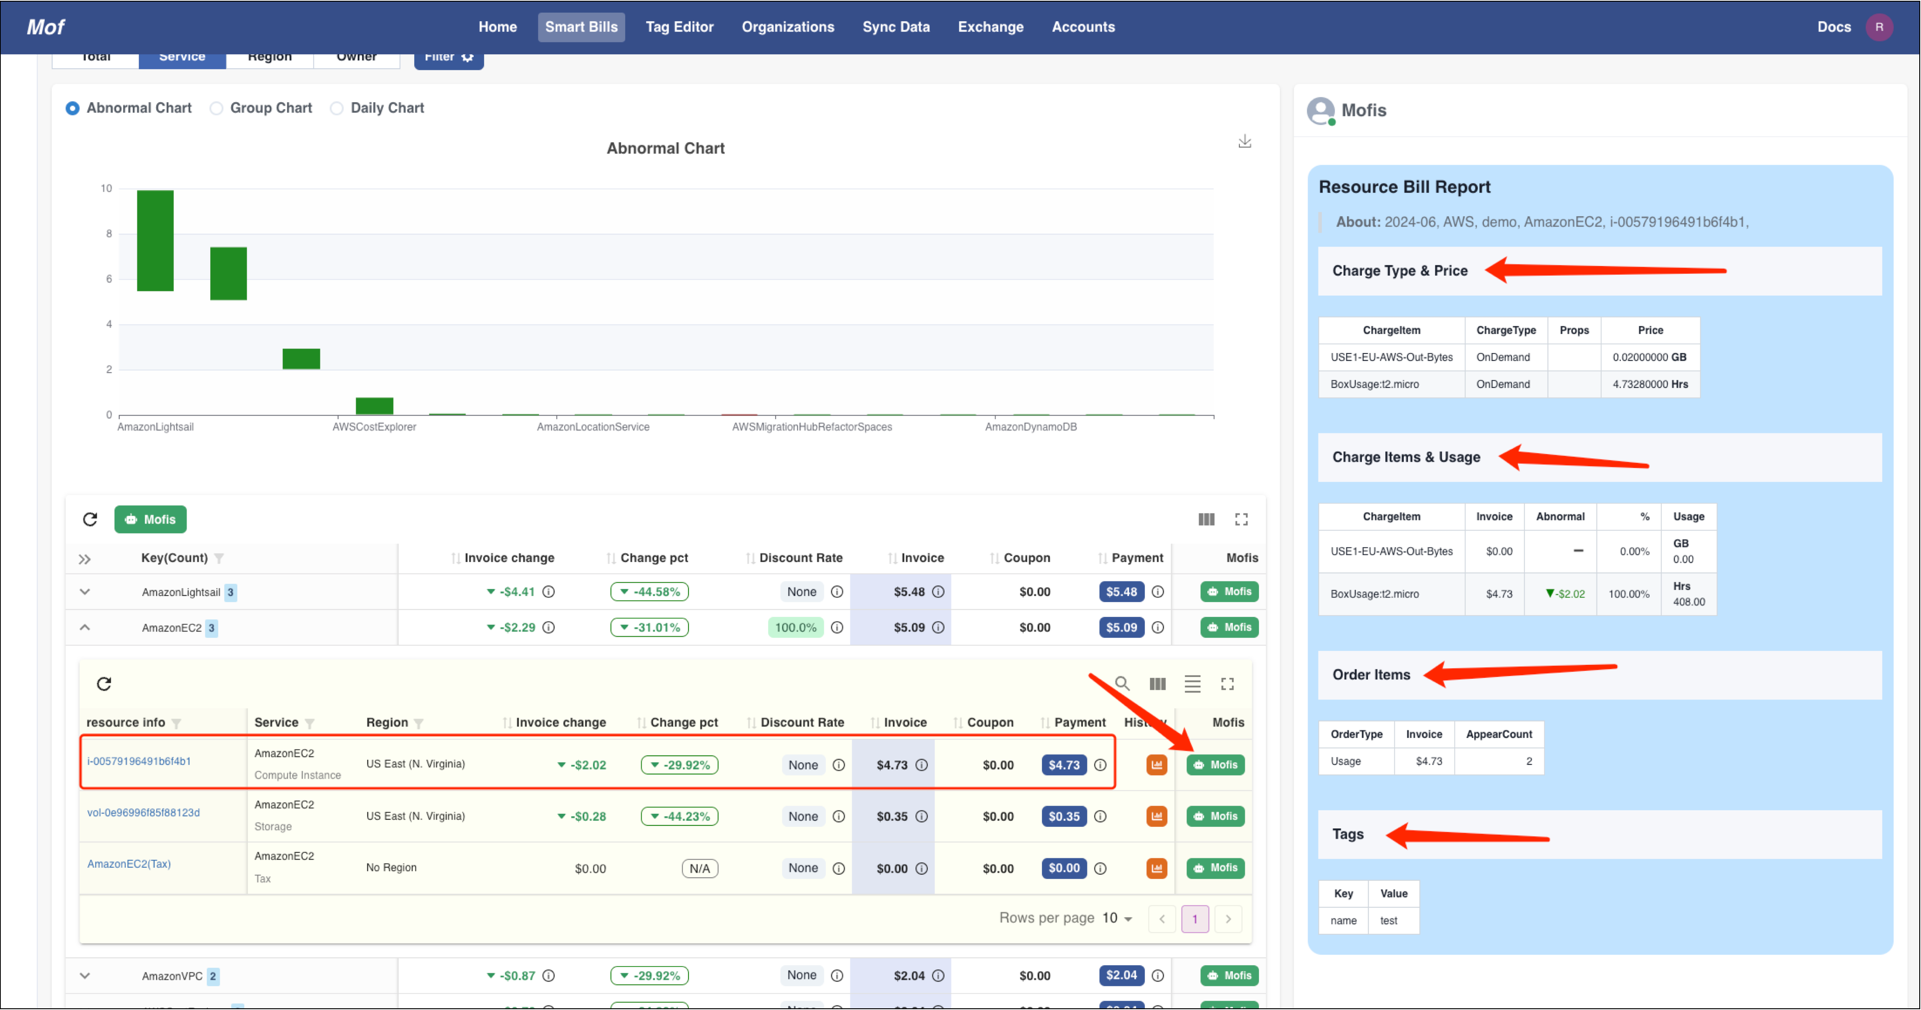 Mof
Home Smart Bills Tag Editor Organizations Sync Data Exchange Accounts Docs R
Total Service Region Owner Filter
Abnormal Chart Group Chart Daily Chart
Abnormal Chart
10
8
6
4
2
0
AmazonLightsail AWSCostExplorer AmazonLocationService AWSMigrationHubRefactorSpaces AmazonDynamoDB
Mofis
Key(Count) Invoice change Change pct Discount Rate Invoice Coupon Payment Mofis
AmazonLightsail 3 -$4.41 -44.58% None $5.48 $0.00 $5.48 Mofis
AmazonEC2 3 -$2.29 -31.01% 100.0% $5.09 $0.00 $5.09 Mofis
resource info Service Region Invoice change Change pct Discount Rate Invoice Coupon Payment History Mofis
i-00579196491b6f4b1 AmazonEC2 Compute Instance US East (N. Virginia) -$2.02 -29.92% None $4.73 $0.00 $4.73 Mofis
vol-0e96996f85f88123d AmazonEC2 Storage US East (N. Virginia) -$0.28 -44.23% None $0.35 $0.00 $0.35 Mofis
AmazonEC2(Tax) AmazonEC2 Tax No Region $0.00 N/A None $0.00 $0.00 $0.00 Mofis
Rows per page 10 1
AmazonVPC 2 -$0.87 -29.92% None $2.04 $0.00 $2.04 Mofis
Mofis
Resource Bill Report
About: 2024-06, AWS, demo, AmazonEC2, i-00579196491b6f4b1,
Charge Type & Price
ChargeItem ChargeType Props Price
USE1-EU-AWS-Out-Bytes OnDemand 0.02000000 GB
BoxUsage:t2.micro OnDemand 4.73280000 Hrs
Charge Items & Usage
ChargeItem Invoice Abnormal % Usage
USE1-EU-AWS-Out-Bytes $0.00 — 0.00% GB 0.00
BoxUsage:t2.micro $4.73 ▼-$2.02 100.00% Hrs 408.00
Order Items
OrderType Invoice AppearCount
Usage $4.73 2
Tags
Key Value
name test